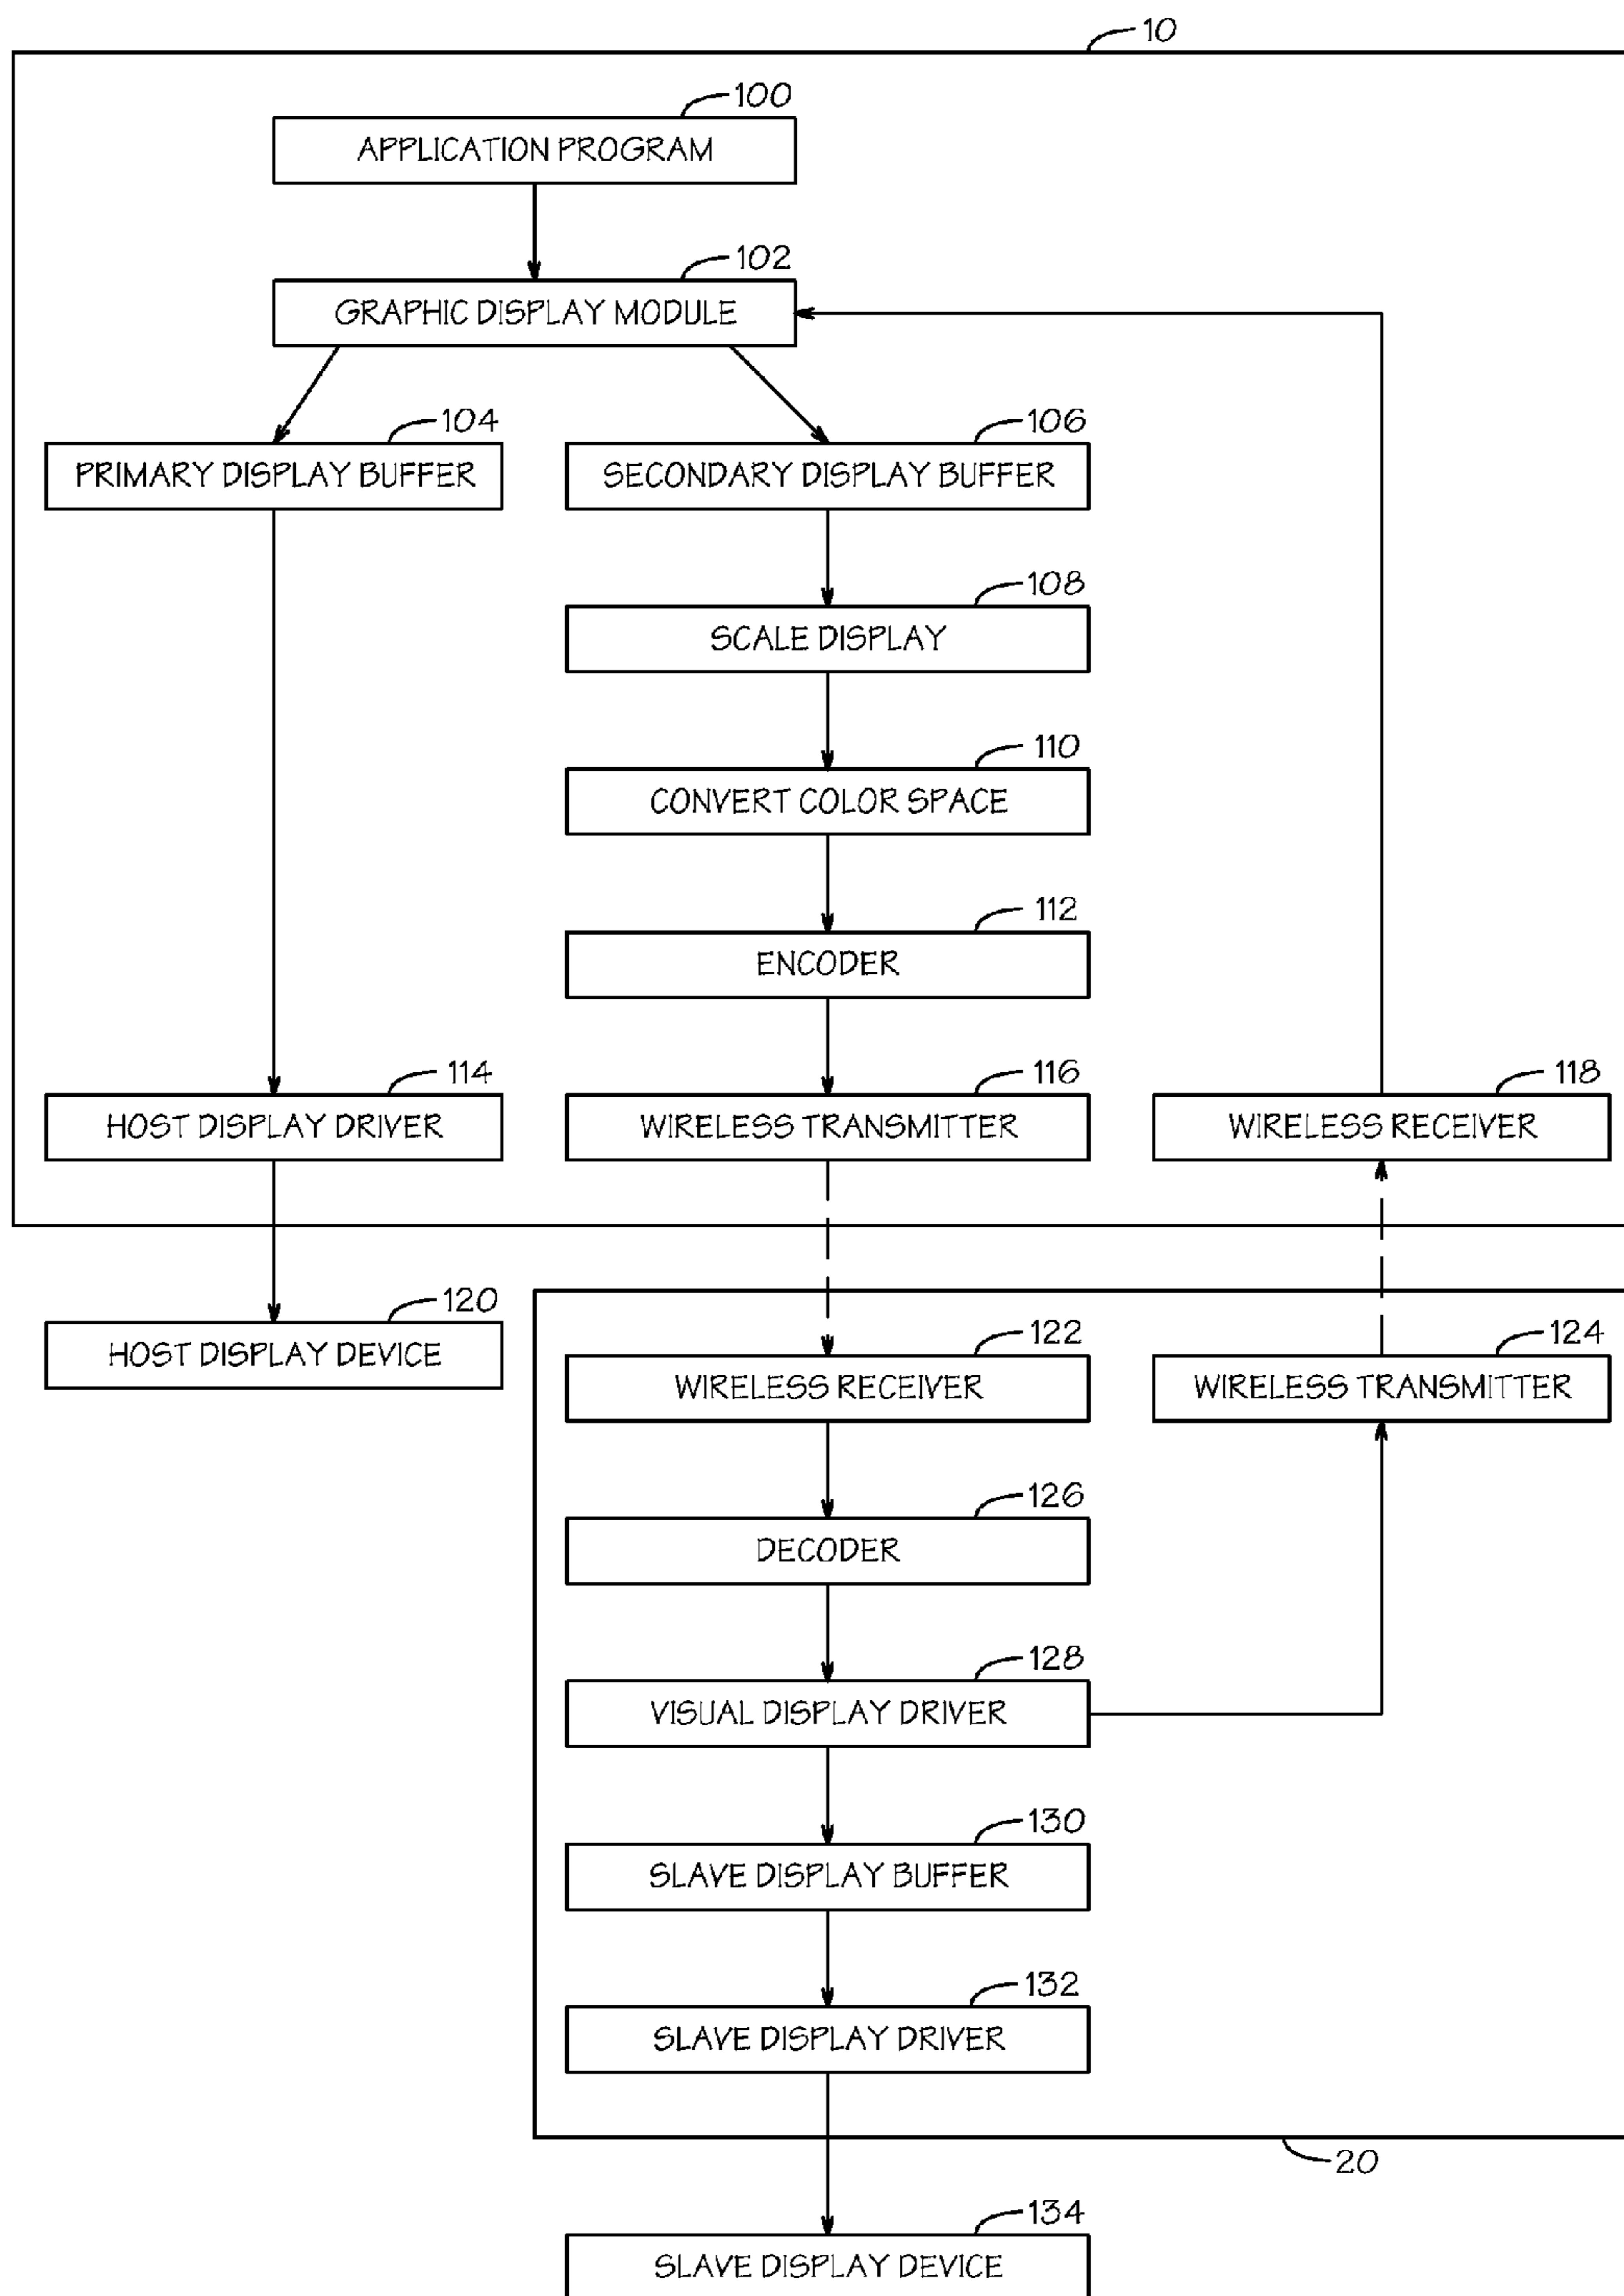 10
100
APPLICATION PROGRAM
102
GRAPHIC DISPLAY MODULE
104
PRIMARY DISPLAY BUFFER
106
SECONDARY DISPLAY BUFFER
108
SCALE DISPLAY
110
CONVERT COLOR SPACE
112
ENCODER
114
HOST DISPLAY DRIVER
116
WIRELESS TRANSMITTER
118
WIRELESS RECEIVER
120
HOST DISPLAY DEVICE
122
WIRELESS RECEIVER
124
WIRELESS TRANSMITTER
126
DECODER
128
VISUAL DISPLAY DRIVER
130
SLAVE DISPLAY BUFFER
132
SLAVE DISPLAY DRIVER
20
134
SLAVE DISPLAY DEVICE